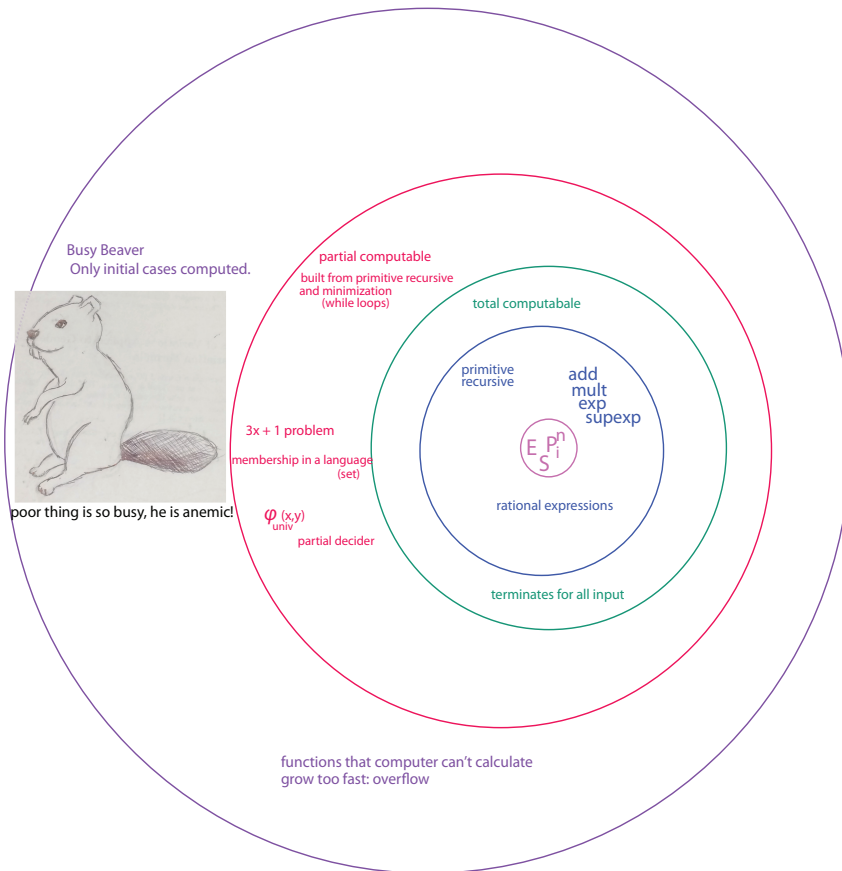 Busy Beaver
Only initial cases computed.
poor thing is so busy, he is anemic!
partial computable
built from primitive recursive
and minimization
(while loops)
3x + 1 problem
membership in a language
(set)
φ univ (x,y)
partial decider
total computabale
primitive
recursive
add
mult
exp
supexp
E P i n
S
rational expressions
terminates for all input
functions that computer can’t calculate
grow too fast: overflow